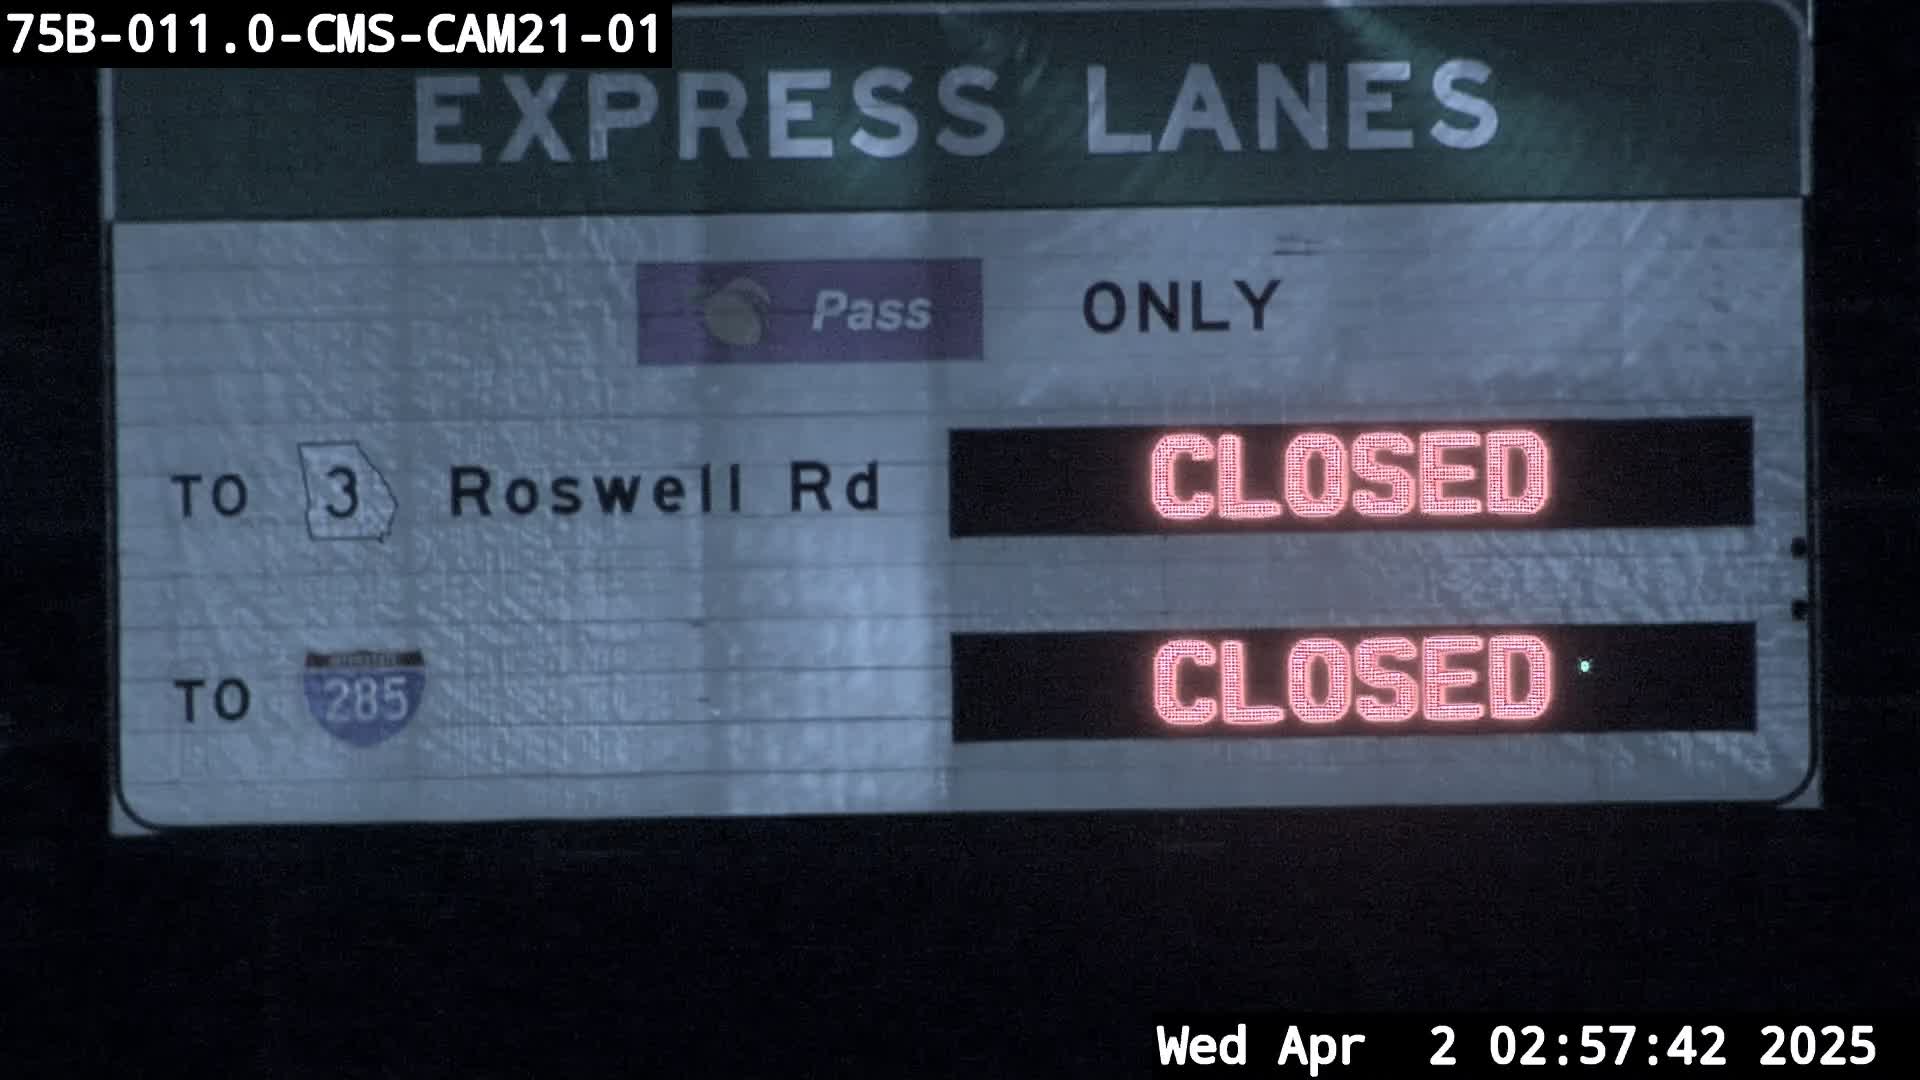 75B-011.0-CMS-CAM21-01
EXPRESS LANES
Pass ONLY
TO 3 Roswell Rd CLOSED
TO 285 CLOSED
Wed Apr 2 02:57:42 2025